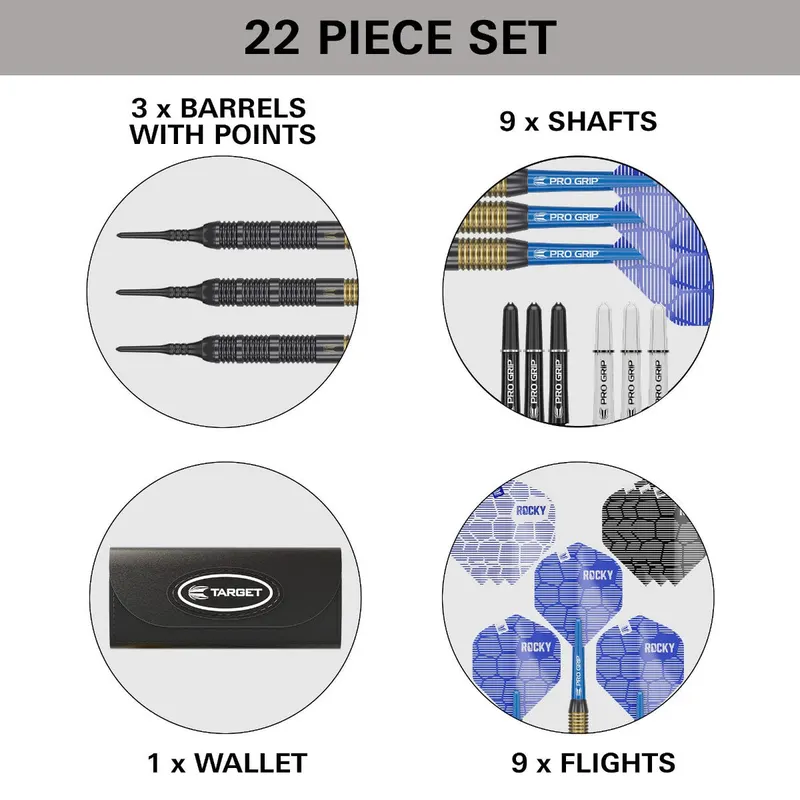 22 PIECE SET
3 x BARRELS
WITH POINTS
9 x SHAFTS
PRO GRIP
PRO GRIP
PRO GRIP
PRO GRIP
PRO GRIP
PRO GRIP
PRO GRIP
PRO GRIP
PRO GRIP
TARGET
ROCKY
ROCKY
ROCKY
ROCKY
PRO GRIP
1 x WALLET
9 x FLIGHTS